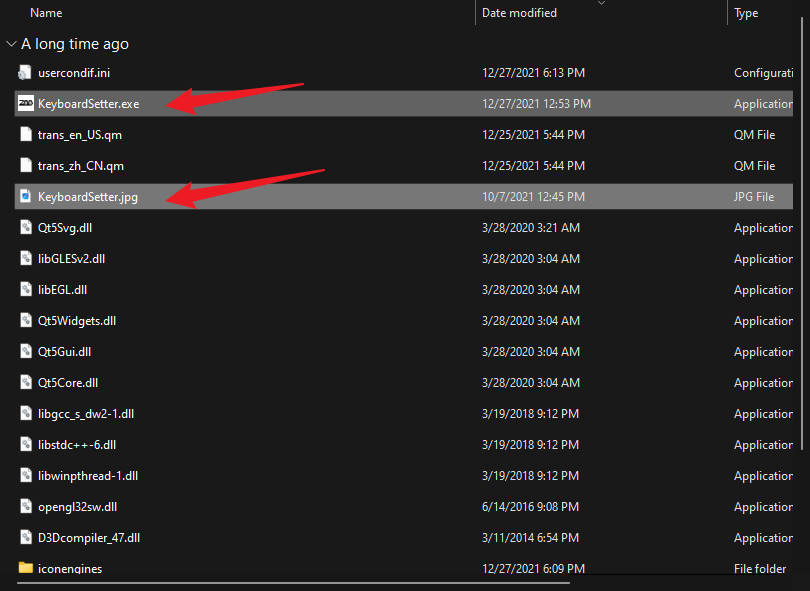 Name Date modified Type
A long time ago
usercondif.ini 12/27/2021 6:13 PM Configurati
KeyboardSetter.exe 12/27/2021 12:53 PM Application
trans_en_US.qm 12/25/2021 5:44 PM QM File
trans_zh_CN.qm 12/25/2021 5:44 PM QM File
KeyboardSetter.jpg 10/7/2021 12:45 PM JPG File
Qt5Svg.dll 3/28/2020 3:21 AM Application
libGLESv2.dll 3/28/2020 3:04 AM Application
libEGL.dll 3/28/2020 3:04 AM Application
Qt5Widgets.dll 3/28/2020 3:04 AM Application
Qt5Gui.dll 3/28/2020 3:04 AM Application
Qt5Core.dll 3/28/2020 3:04 AM Application
libgcc_s_dw2-1.dll 3/19/2018 9:12 PM Application
libstdc++-6.dll 3/19/2018 9:12 PM Application
libwinpthread-1.dll 3/19/2018 9:12 PM Application
opengl32sw.dll 6/14/2016 9:08 PM Application
D3Dcompiler_47.dll 3/11/2014 6:54 PM Application
iconengines 12/27/2021 6:09 PM File folder